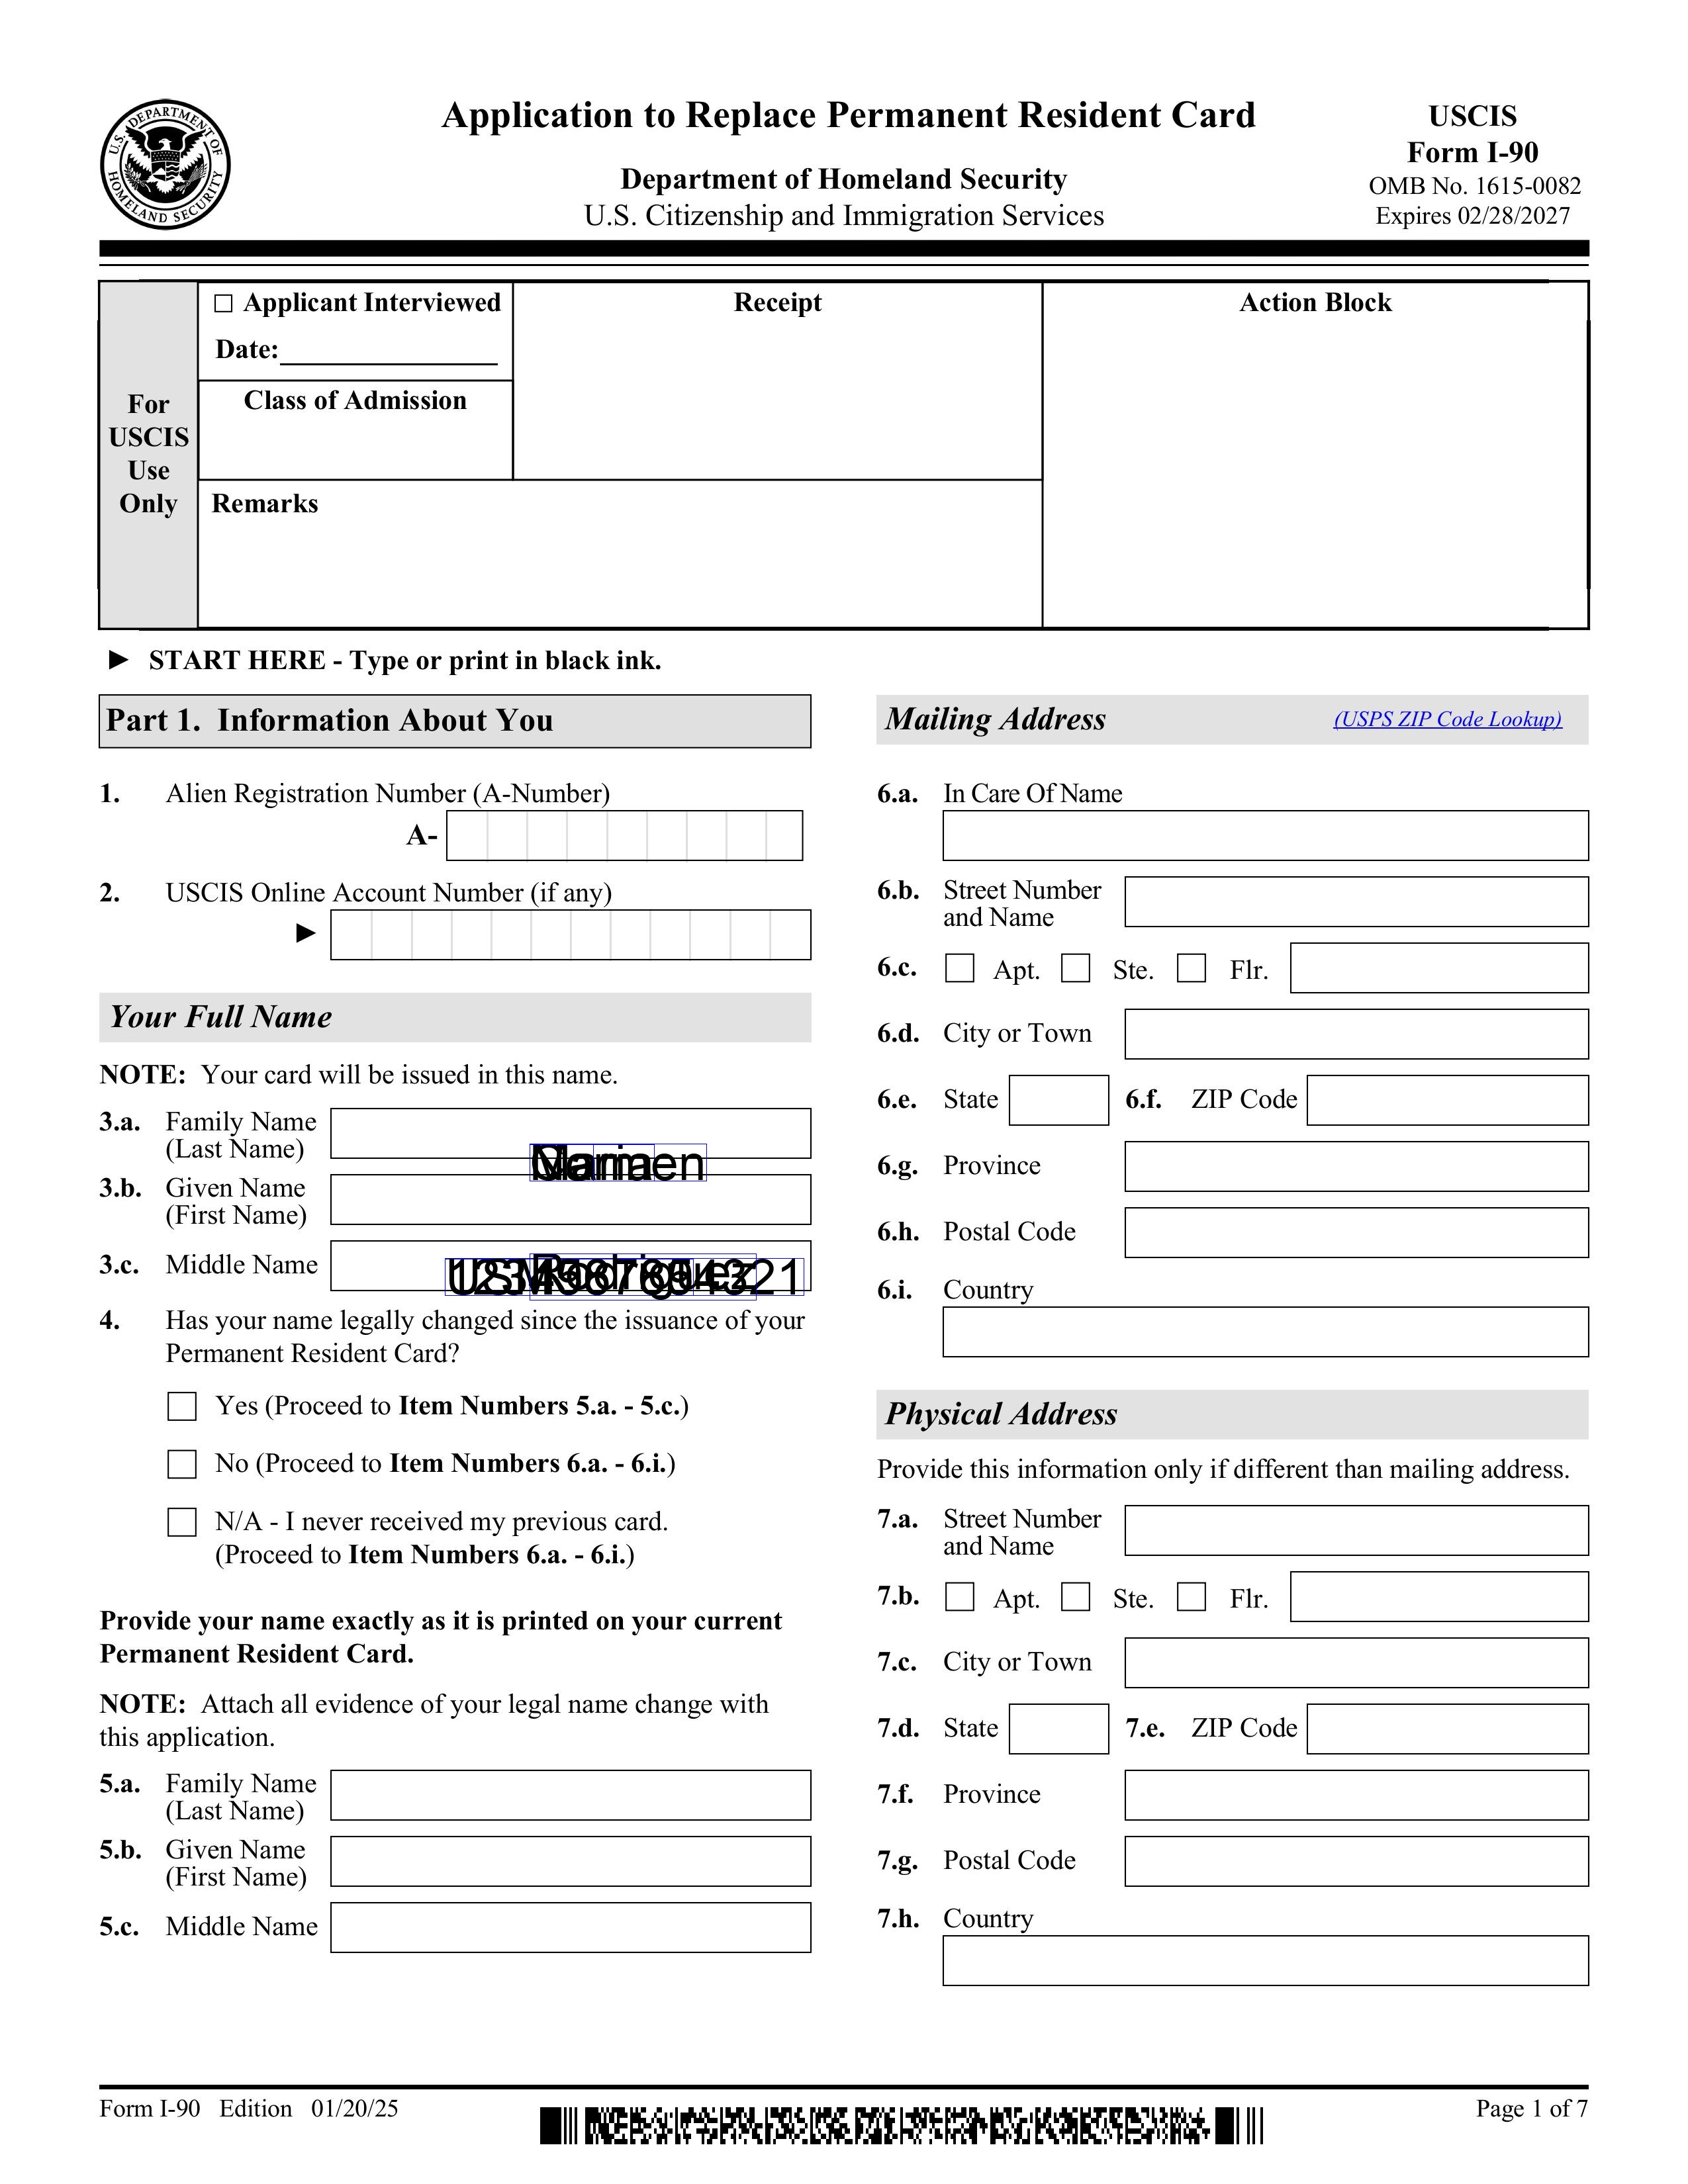 U.S. DEPARTMENT OF HOMELAND SECURITY
Application to Replace Permanent Resident Card
Department of Homeland Security
U.S. Citizenship and Immigration Services
USCIS
Form I-90
OMB No. 1615-0082
Expires 02/28/2027
For
USCIS
Use
Only
Applicant Interviewed
Date:
Class of Admission
Receipt
Action Block
Remarks
► START HERE - Type or print in black ink.
Part 1. Information About You
1. Alien Registration Number (A-Number)
A-
2. USCIS Online Account Number (if any)
►
Your Full Name
NOTE: Your card will be issued in this name.
3.a. Family Name
(Last Name)
3.b. Given Name
(First Name)
3.c. Middle Name
Rodriguez
4. Has your name legally changed since the issuance of your
Permanent Resident Card?
Yes (Proceed to Item Numbers 5.a. - 5.c.)
No (Proceed to Item Numbers 6.a. - 6.i.)
N/A - I never received my previous card.
(Proceed to Item Numbers 6.a. - 6.i.)
Provide your name exactly as it is printed on your current
Permanent Resident Card.
NOTE: Attach all evidence of your legal name change with
this application.
5.a. Family Name
(Last Name)
5.b. Given Name
(First Name)
5.c. Middle Name
Mailing Address (USPS ZIP Code Lookup)
6.a. In Care Of Name
6.b. Street Number
and Name
6.c. Apt. Ste. Flr.
6.d. City or Town
6.e. State 6.f. ZIP Code
6.g. Province
6.h. Postal Code
6.i. Country
Physical Address
Provide this information only if different than mailing address.
7.a. Street Number
and Name
7.b. Apt. Ste. Flr.
7.c. City or Town
7.d. State 7.e. ZIP Code
7.f. Province
7.g. Postal Code
7.h. Country
Form I-90 Edition 01/20/25
Page 1 of 7